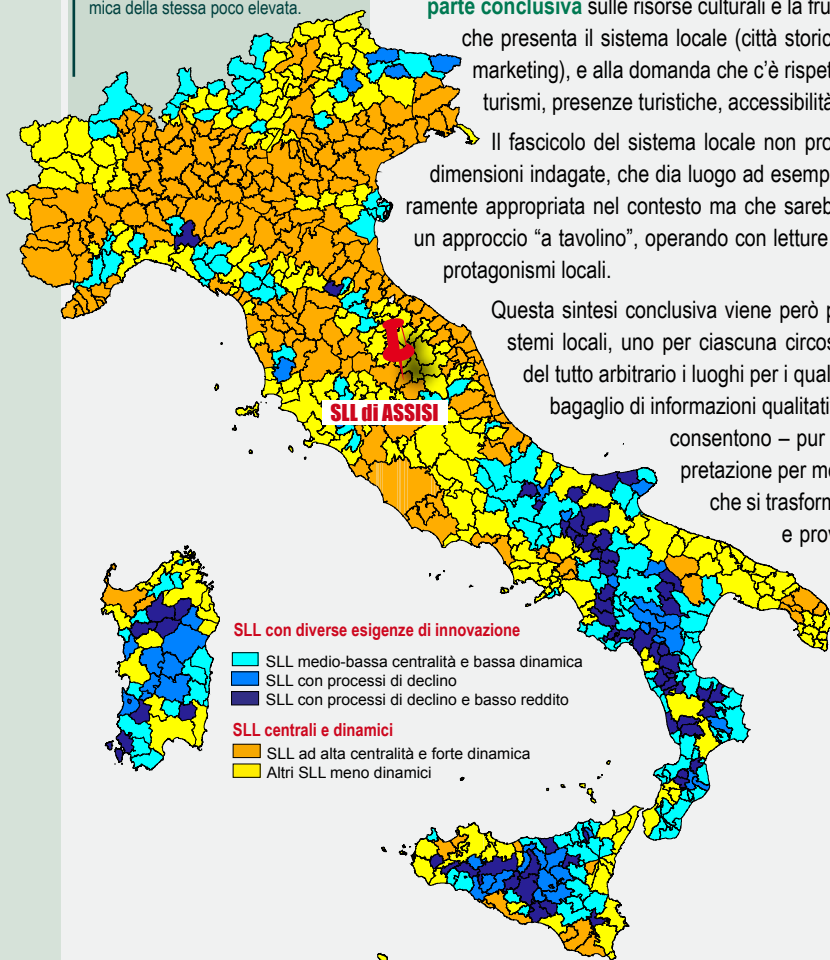 mica della stessa poco elevata.
parte conclusiva sulle risorse culturali e la fru
che presenta il sistema locale (città storic
marketing), e alla domanda che c'è rispet
turismi, presenze turistiche, accessibilità
Il fascicolo del sistema locale non pro
dimensioni indagate, che dia luogo ad esemp
ramente appropriata nel contesto ma che sareb
un approccio “a tavolino”, operando con letture
protagonismi locali.
Questa sintesi conclusiva viene però p
stemi locali, uno per ciascuna circos
del tutto arbitrario i luoghi per i qual
bagaglio di informazioni qualitati
consentono – pur
pretazione per me
che si trasform
e prov
SLL di ASSISI
SLL con diverse esigenze di innovazione
SLL medio-bassa centralità e bassa dinamica
SLL con processi di declino
SLL con processi di declino e basso reddito
SLL centrali e dinamici
SLL ad alta centralità e forte dinamica
Altri SLL meno dinamici